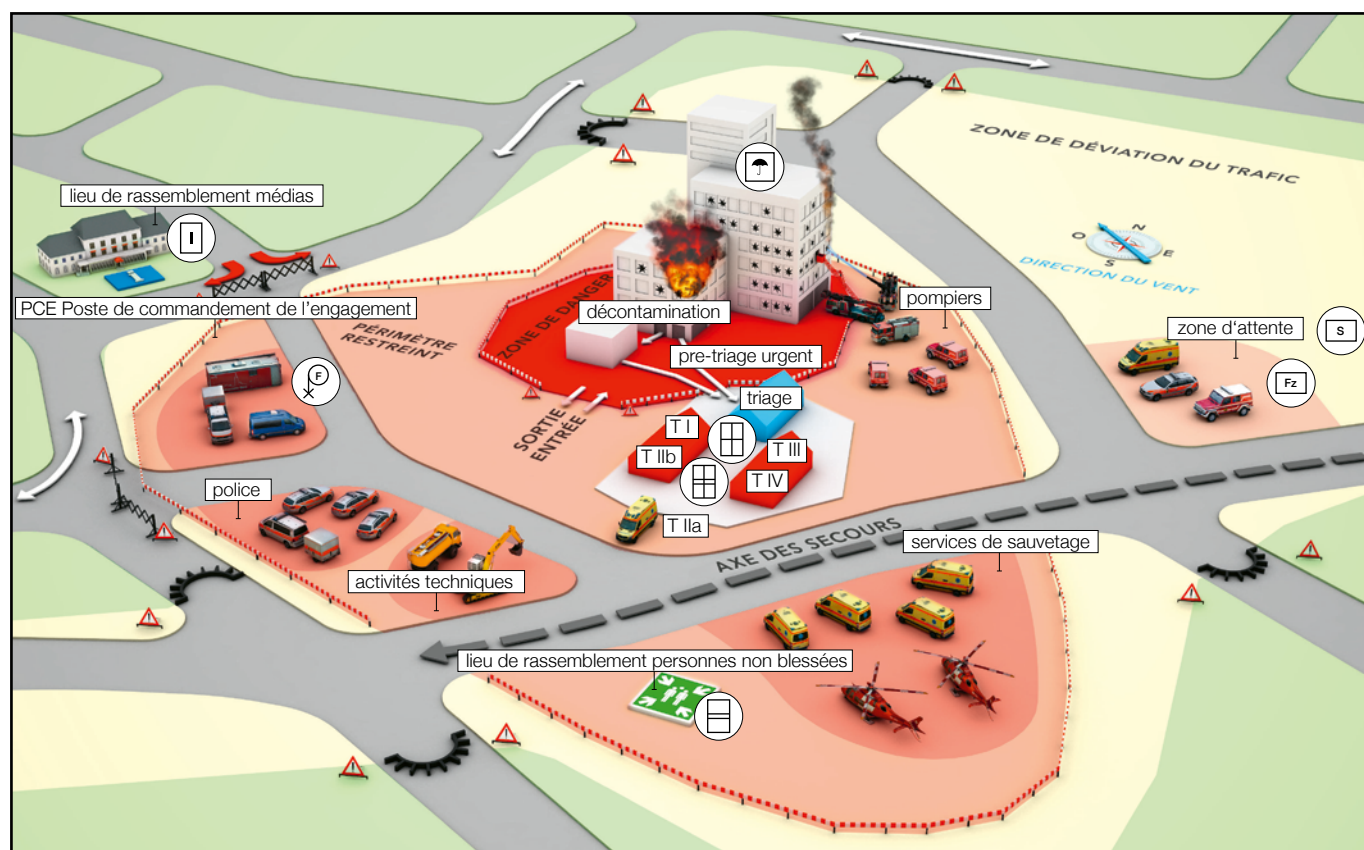 ZONE DE DÉVIATION DU TRAFIC
lieu de rassemblement médias
I
N
O
E
S
DIRECTION DU VENT
PCE Poste de commandement de l'engagement
ZONE DE DANGER
décontamination
pompiers
PÉRIMÈTRE
RESTREINT
zone d'attente
S
pre-triage urgent
F
Fz
triage
SORTIE
ENTRÉE
T I
T IIb
T III
T IV
police
T IIa
AXE DES SECOURS
services de sauvetage
activités techniques
lieu de rassemblement personnes non blessées